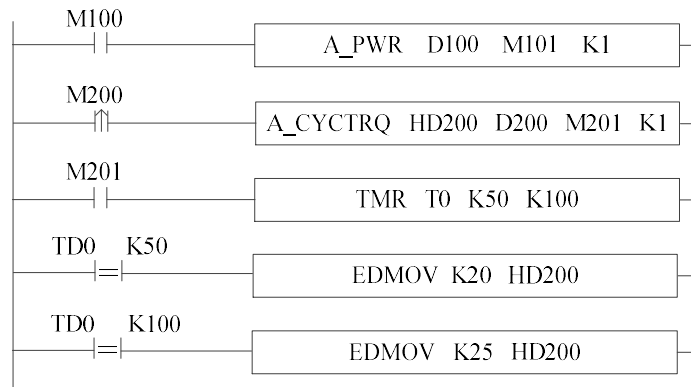 M100
A_PWR D100 M101 K1
M200
A_CYCTRQ HD200 D200 M201 K1
M201
TMR T0 K50 K100
TD0 K50
=
EDMOV K20 HD200
TD0 K100
=
EDMOV K25 HD200